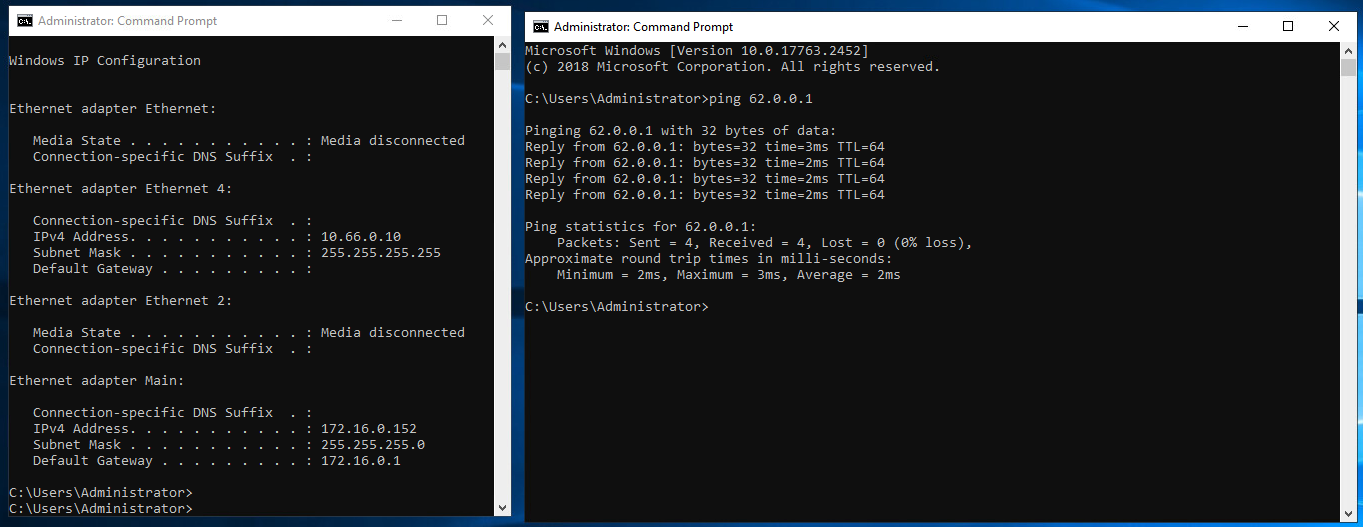 Administrator: Command Prompt
Windows IP Configuration
Ethernet adapter Ethernet:
Media State . . . . . . . . . . . : Media disconnected
Connection-specific DNS Suffix  . :
Ethernet adapter Ethernet 4:
Connection-specific DNS Suffix  . :
IPv4 Address. . . . . . . . . . . : 10.66.0.10
Subnet Mask . . . . . . . . . . . : 255.255.255.255
Default Gateway . . . . . . . . . :
Ethernet adapter Ethernet 2:
Media State . . . . . . . . . . . : Media disconnected
Connection-specific DNS Suffix  . :
Ethernet adapter Main:
Connection-specific DNS Suffix  . :
IPv4 Address. . . . . . . . . . . : 172.16.0.152
Subnet Mask . . . . . . . . . . . : 255.255.255.0
Default Gateway . . . . . . . . . : 172.16.0.1
C:\Users\Administrator>
C:\Users\Administrator>
Administrator: Command Prompt
Microsoft Windows [Version 10.0.17763.2452]
(c) 2018 Microsoft Corporation. All rights reserved.
C:\Users\Administrator>ping 62.0.0.1
Pinging 62.0.0.1 with 32 bytes of data:
Reply from 62.0.0.1: bytes=32 time=3ms TTL=64
Reply from 62.0.0.1: bytes=32 time=2ms TTL=64
Reply from 62.0.0.1: bytes=32 time=2ms TTL=64
Reply from 62.0.0.1: bytes=32 time=2ms TTL=64
Ping statistics for 62.0.0.1:
Packets: Sent = 4, Received = 4, Lost = 0 (0% loss),
Approximate round trip times in milli-seconds:
Minimum = 2ms, Maximum = 3ms, Average = 2ms
C:\Users\Administrator>